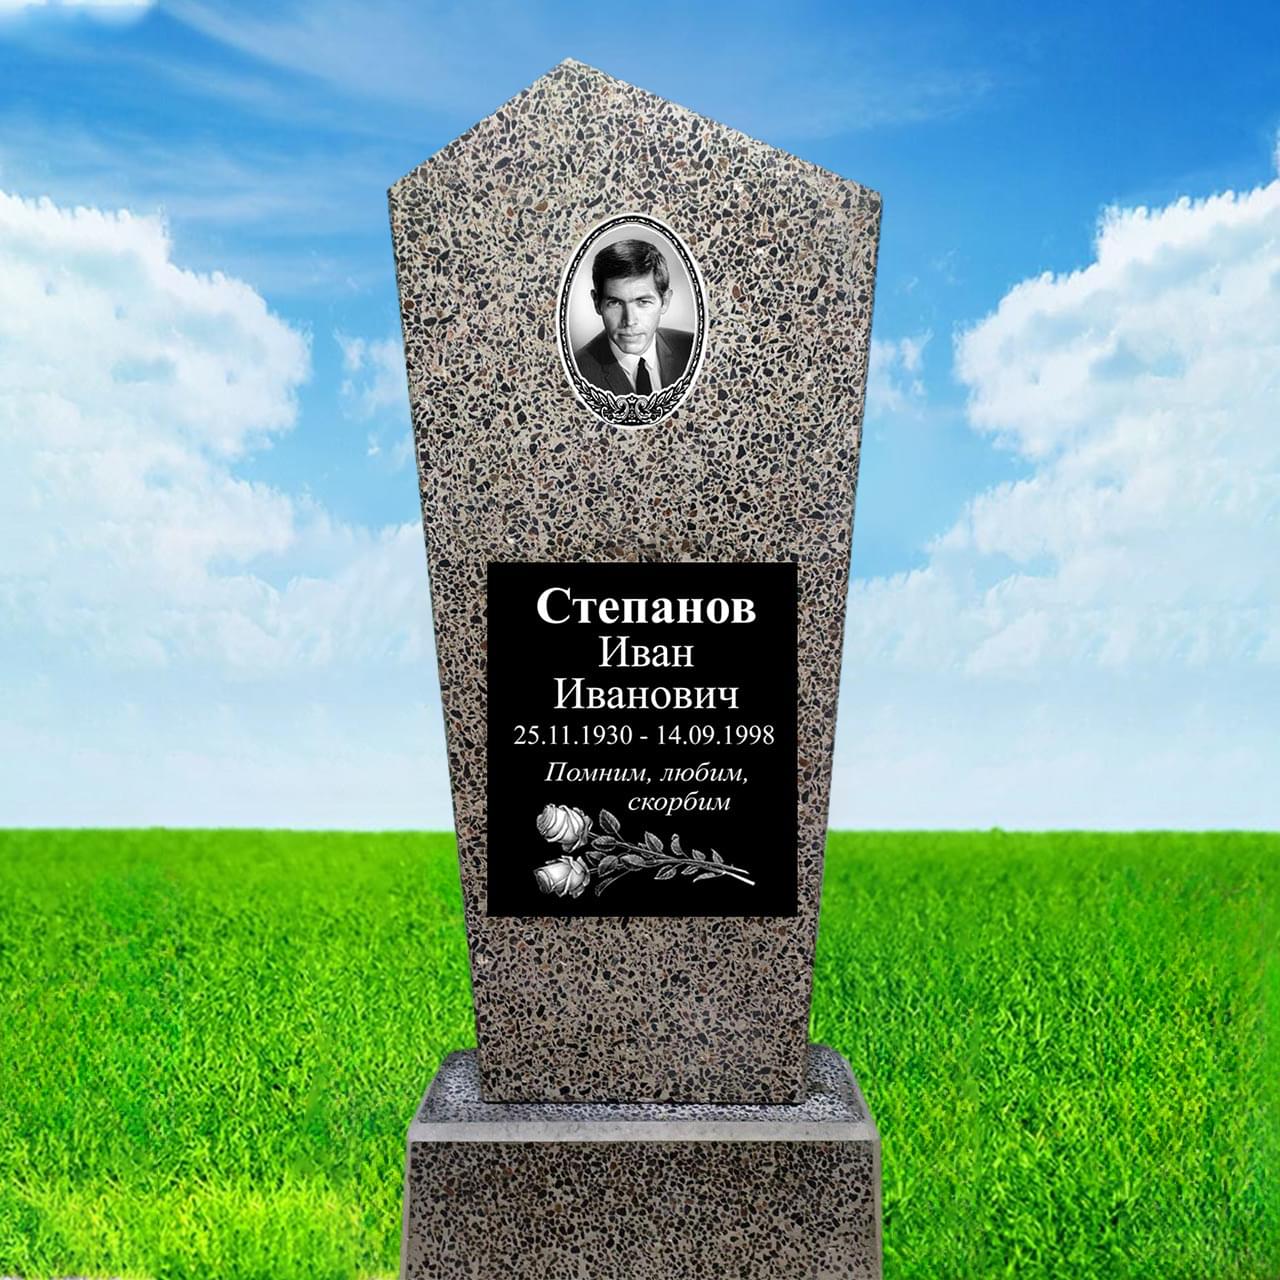 Степанов
Иван
Иванович
25.11.1930 - 14.09.1998
Помним, любим,
скорбим